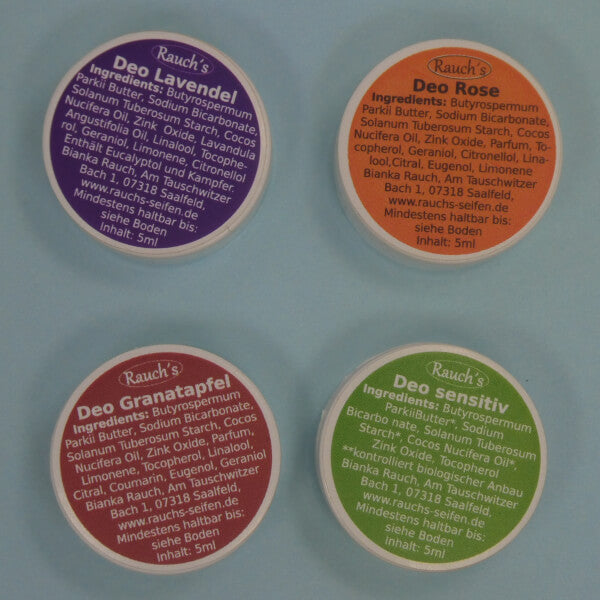 Rauch's
Deo Lavendel
Ingredients: Butyrospermum
Parkii Butter, Sodium Bicarbonate,
Solanum Tuberosum Starch, Cocos
Nucifera Oil, Zink Oxide, Lavandula
Angustifolia Oil, Linalool, Tocophe-
rol, Geraniol, Limonene, Citronellol
Enthält Eucalyptol und Kampfer.
Bianka Rauch, Am Tauschwitzer
Bach 1, 07318 Saalfeld,
www.rauchs-seifen.de
Mindestens haltbar bis:
siehe Boden
Inhalt: 5ml
Rauch's
Deo Rose
Ingredients: Butyrospermum
Parkii Butter, Sodium Bicarbonate,
Solanum Tuberosum Starch, Cocos
Nucifera Oil, Zink Oxide, Parfum, To-
copherol, Geraniol, Citronellol, Lina-
lool,Citral, Eugenol, Limonene
Bianka Rauch, Am Tauschwitzer
Bach 1, 07318 Saalfeld,
www.rauchs-seifen.de
Mindestens haltbar bis:
siehe Boden
Inhalt: 5ml
Rauch's
Deo Granatapfel
Ingredients: Butyrospermum
Parkii Butter, Sodium Bicarbonate,
Solanum Tuberosum Starch, Cocos
Nucifera Oil, Zink Oxide, Parfum,
Limonene, Tocopherol, Linalool,
Citral, Coumarin, Eugenol, Geraniol
Bianka Rauch, Am Tauschwitzer
Bach 1, 07318 Saalfeld,
www.rauchs-seifen.de
Mindestens haltbar bis:
siehe Boden
Inhalt: 5ml
Rauch's
Deo sensitiv
Ingredients: Butyrospermum
ParkiiButter*, Sodium
Bicarbo nate, Solanum Tuberosum
Starch*, Cocos Nucifera Oil*,
Zink Oxide, Tocopherol
**kontrolliert biologischer Anbau
Bianka Rauch, Am Tauschwitzer
Bach 1, 07318 Saalfeld,
www.rauchs-seifen.de
Mindestens haltbar bis:
siehe Boden
Inhalt: 5ml